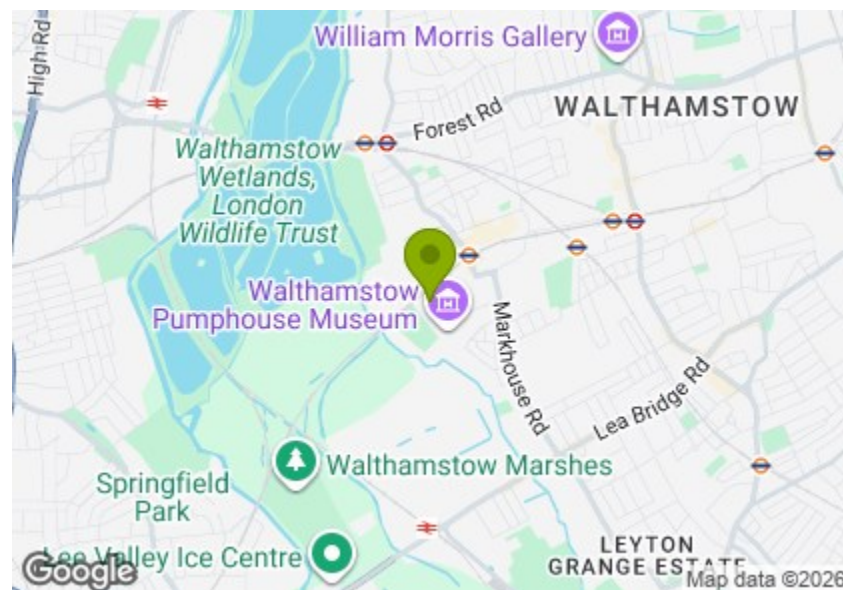 High Rd
William Morris Gallery
WALTHAMSTOW
Forest Rd
Walthamstow
Wetlands,
London
Wildlife Trust
Walthamstow
Pumphouse Museum
Markhouse Rd
Lea Bridge Rd
Walthamstow Marshes
Springfield
Park
Lee Valley Ice Centre
LEYTON
GRANGE ESTATE
Google
Map data ©2026